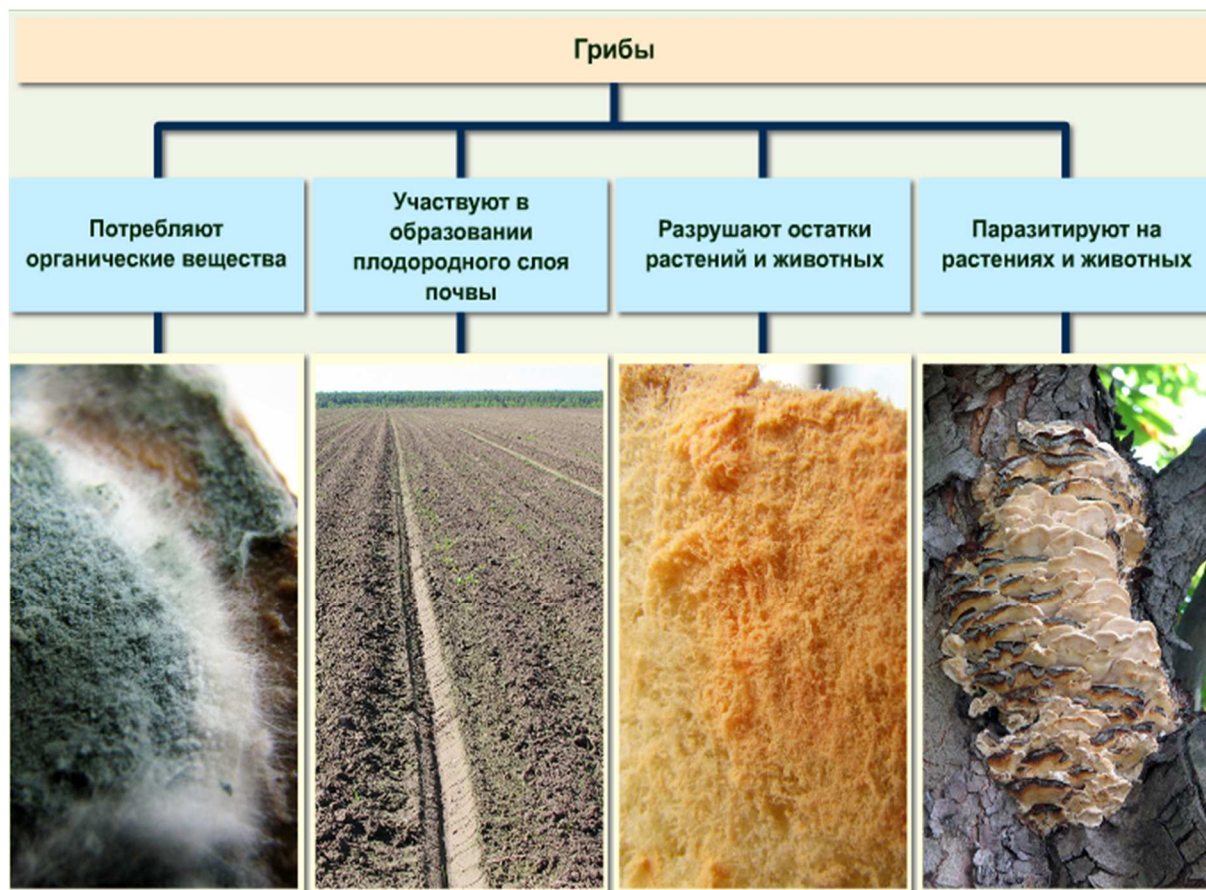 Грибы
Потребляют
органические вещества
Участвуют в
образовании
плодородного слоя
почвы
Разрушают остатки
растений и животных
Паразитируют на
растениях и животных